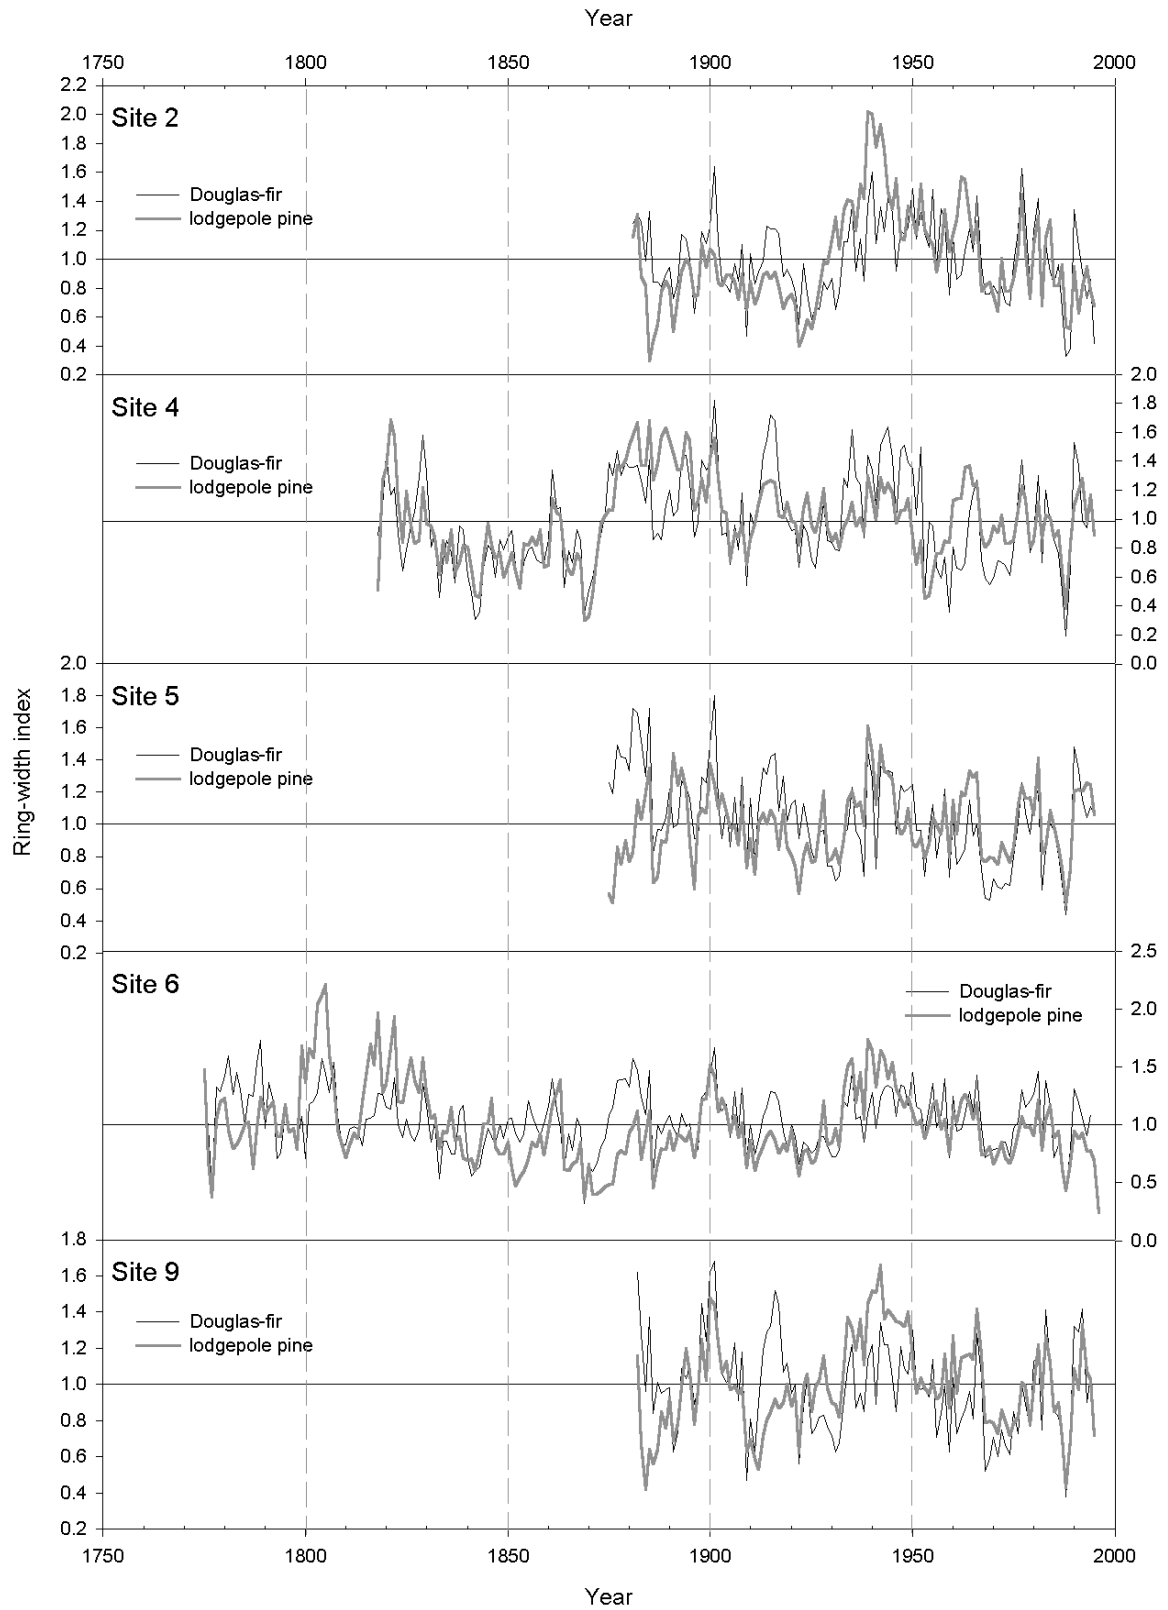 Year
1750 1800 1850 1900 1950 2000
2.2
Site 2
2.0
1.8
1.6
Douglas-fir
1.4
lodgepole pine
1.2
1.0
0.8
0.6
0.4
0.2 2.0
Site 4
1.8
1.6
Douglas-fir
1.4
lodgepole pine
1.2
1.0
0.8
0.6
0.4
0.2
2.0 0.0
Ring-width index
Site 5
1.8
1.6
Douglas-fir
1.4
lodgepole pine
1.2
1.0
0.8
0.6
0.4
0.2 2.5
Site 6
Douglas-fir
2.0
lodgepole pine
1.5
1.0
0.5
1.8 0.0
Site 9
1.6
Douglas-fir
1.4
lodgepole pine
1.2
1.0
0.8
0.6
0.4
0.2
1750 1800 1850 1900 1950 2000
Year